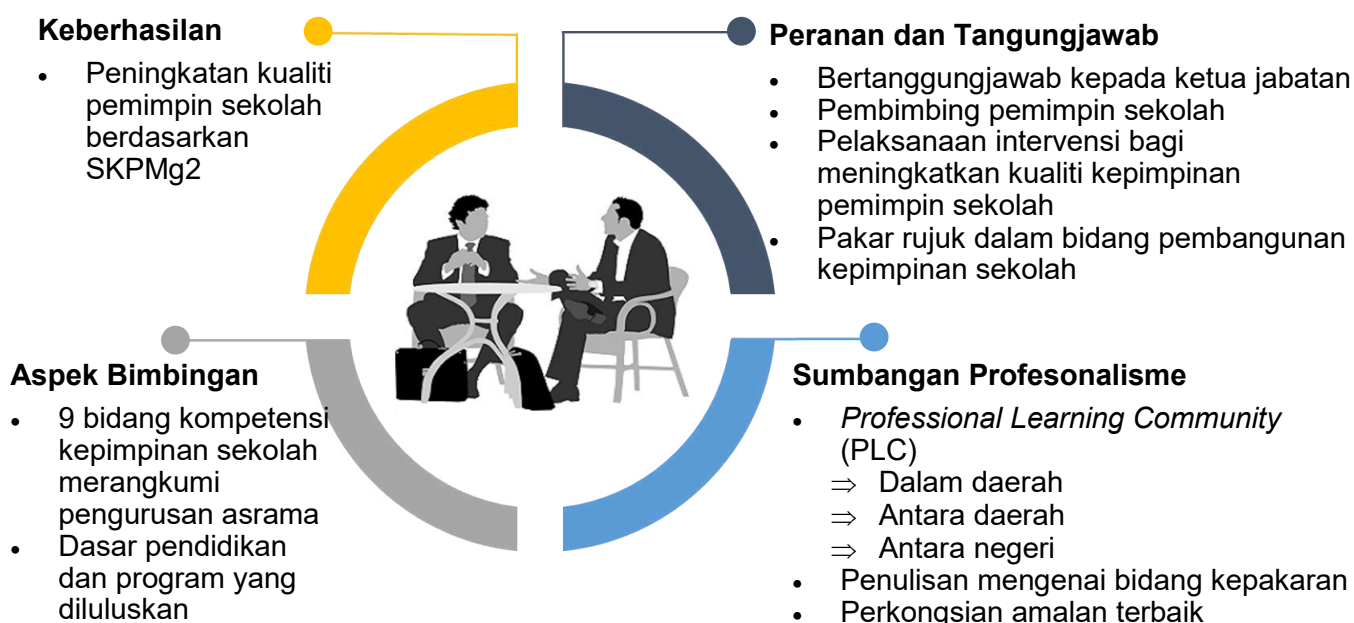 Keberhasilan
• Peningkatan kualiti
pemimpin sekolah
berdasarkan
SKPMg2
Peranan dan Tangungjawab
• Bertanggungjawab kepada ketua jabatan
• Pembimbing pemimpin sekolah
• Pelaksanaan intervensi bagi
meningkatkan kualiti kepimpinan
pemimpin sekolah
• Pakar rujuk dalam bidang pembangunan
kepimpinan sekolah
Aspek Bimbingan
• 9 bidang kompetensi
kepimpinan sekolah
merangkumi
pengurusan asrama
• Dasar pendidikan
dan program yang
diluluskan
Sumbangan Profesonalisme
• Professional Learning Community
(PLC)
⇒ Dalam daerah
⇒ Antara daerah
⇒ Antara negeri
• Penulisan mengenai bidang kepakaran
• Perkongsian amalan terbaik